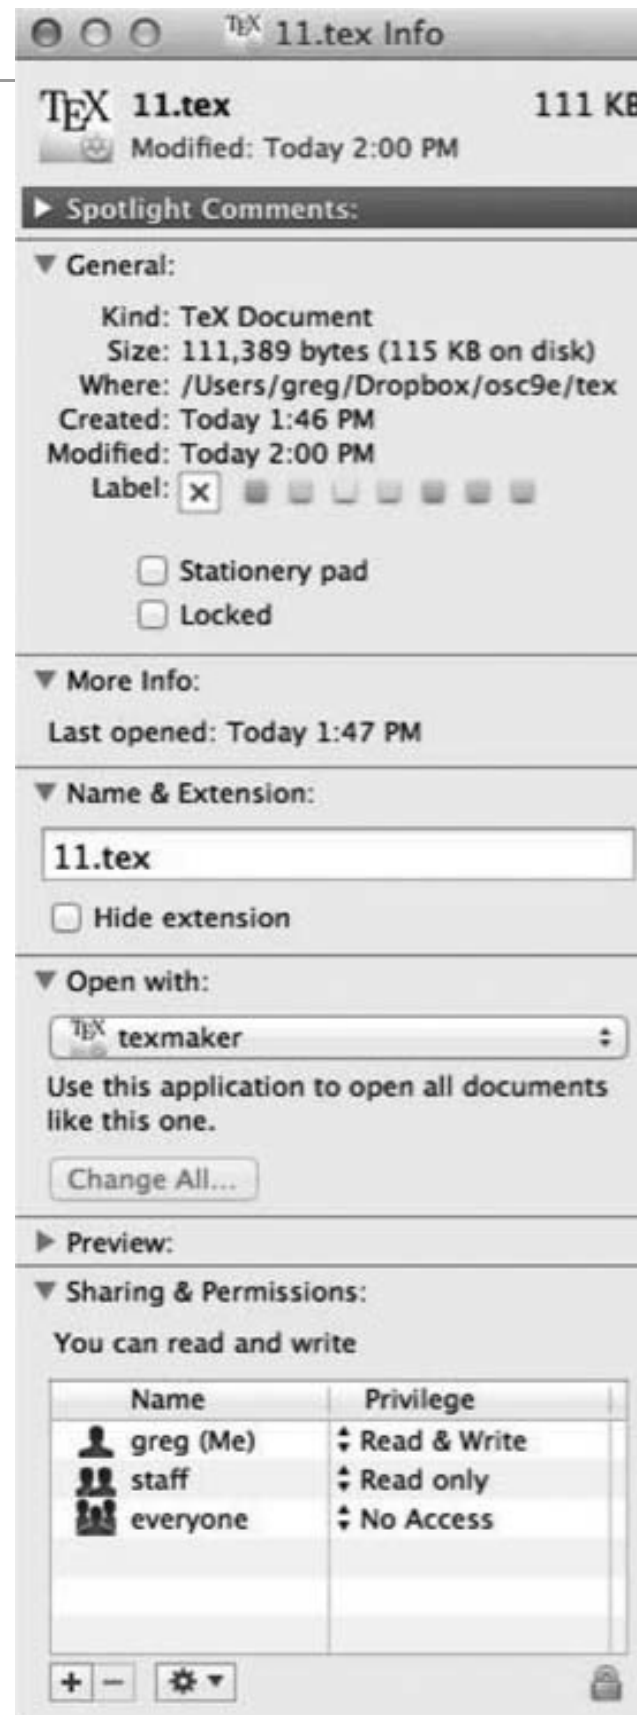 TEX 11.tex Info
TEX 11.tex 111 KB
Modified: Today 2:00 PM
Spotlight Comments:
General:
Kind: TeX Document
Size: 111,389 bytes (115 KB on disk)
Where: /Users/greg/Dropbox/osc9e/tex
Created: Today 1:46 PM
Modified: Today 2:00 PM
Label:
Stationery pad
Locked
More Info:
Last opened: Today 1:47 PM
Name & Extension:
11.tex
Hide extension
Open with:
TEX texmaker
Use this application to open all documents
like this one.
Change All...
Preview:
Sharing & Permissions:
You can read and write
Name Privilege
greg (Me) Read & Write
staff Read only
everyone No Access